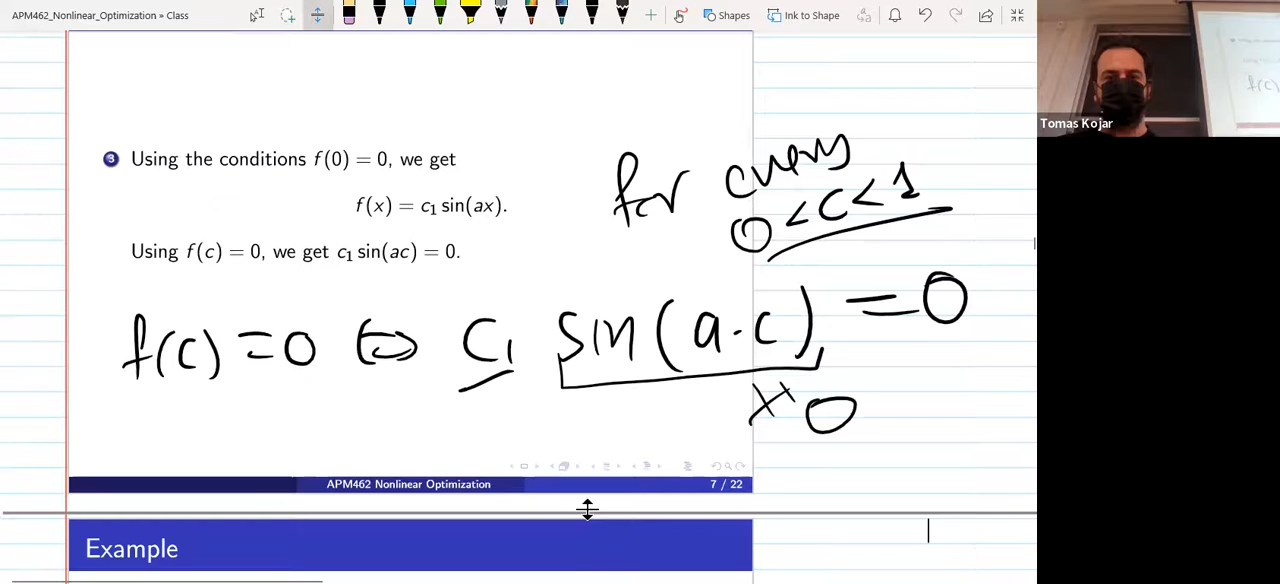 APM462_Nonlinear_Optimization » Class
Shapes
Ink to Shape
Tomas Kojar
3 Using the conditions f(0) = 0, we get
f(x) = c₁ sin(ax).
Using f(c) = 0, we get c₁ sin(ac) = 0.
for every
0 < c < 1
f(c) = 0 ⇔ c₁ sin(a·c) = 0
≠ 0
APM462 Nonlinear Optimization
7 / 22
Example